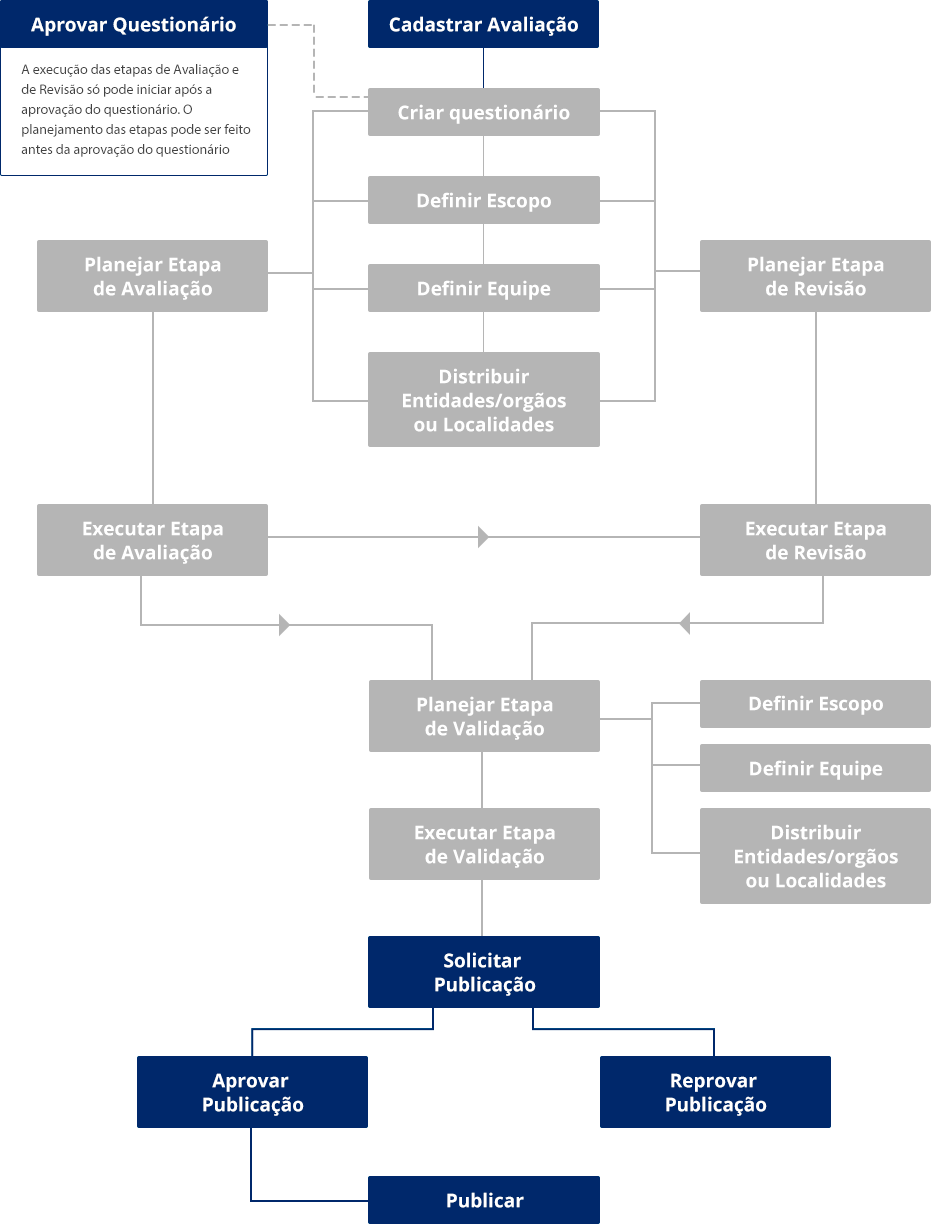 Aprovar Questionário
A execução das etapas de Avaliação e
de Revisão só pode iniciar após a
aprovação do questionário. O
planejamento das etapas pode ser feito
antes da aprovação do questionário
Cadastrar Avaliação
Criar questionário
Definir Escopo
Definir Equipe
Distribuir
Entidades/orgãos
ou Localidades
Planejar Etapa
de Avaliação
Planejar Etapa
de Revisão
Executar Etapa
de Avaliação
Executar Etapa
de Revisão
Planejar Etapa
de Validação
Definir Escopo
Definir Equipe
Distribuir
Entidades/orgãos
ou Localidades
Executar Etapa
de Validação
Solicitar
Publicação
Aprovar
Publicação
Reprovar
Publicação
Publicar